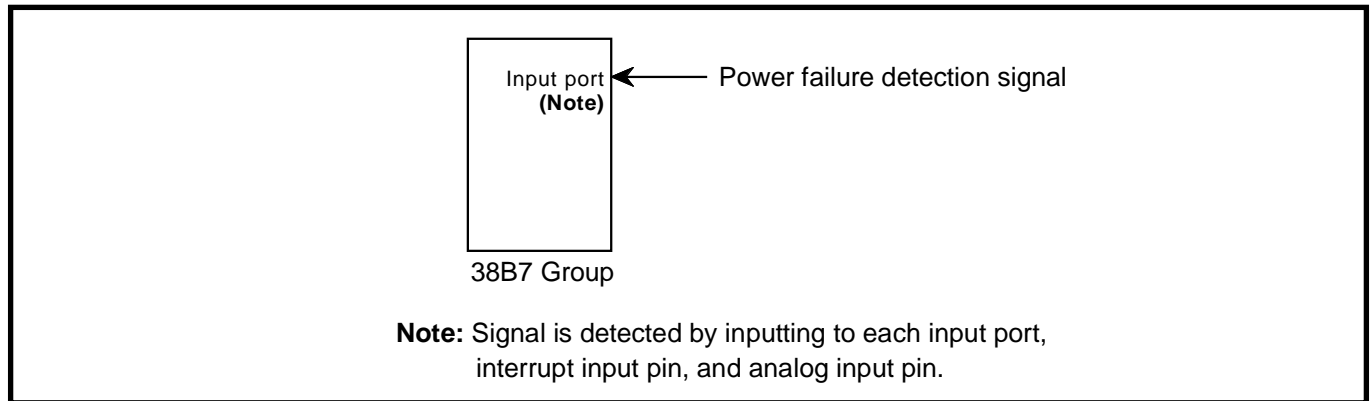 Input port
(Note)
Power failure detection signal
38B7 Group
Note: Signal is detected by inputting to each input port,
interrupt input pin, and analog input pin.